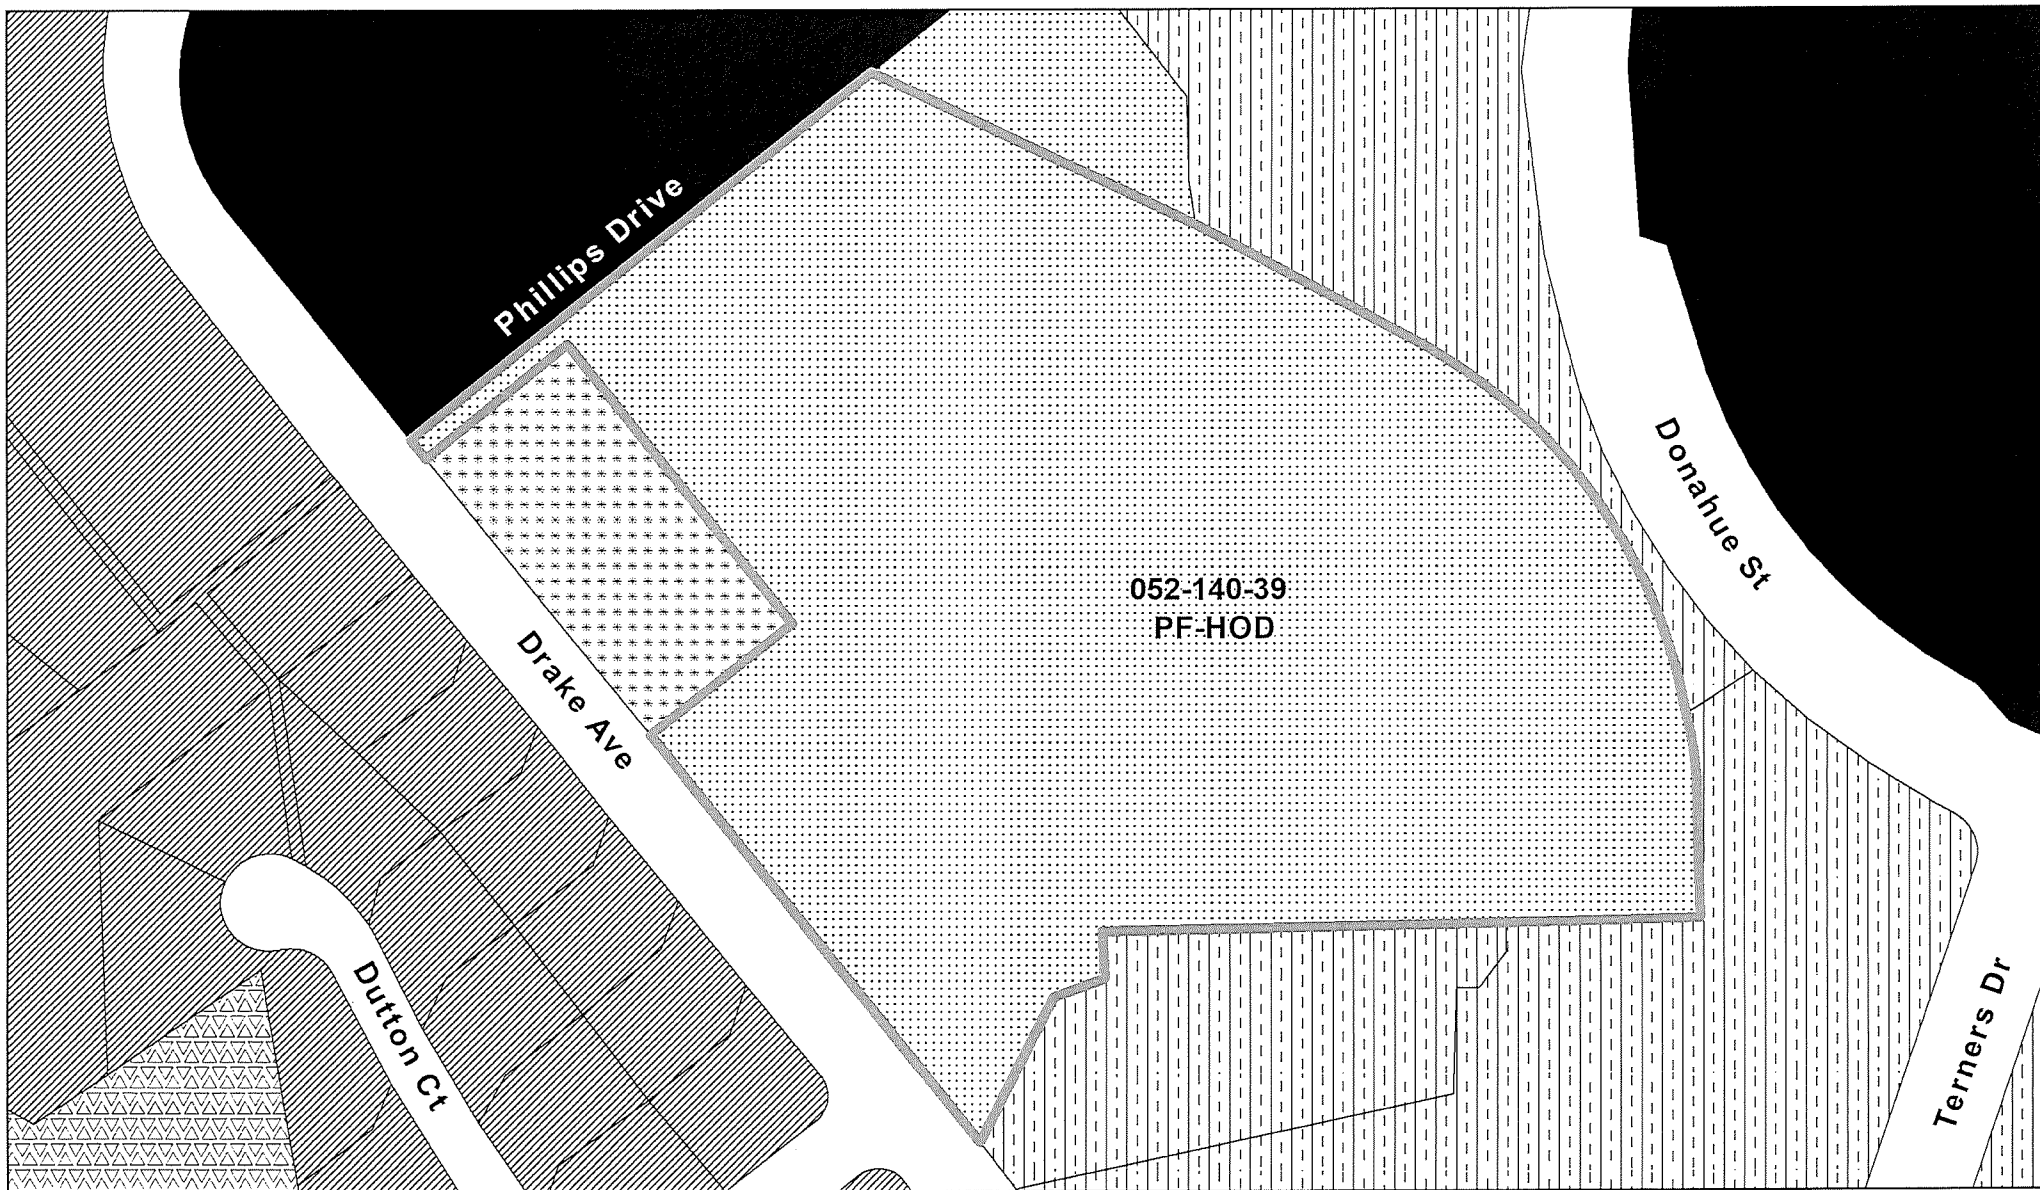 Phillips Drive
Donahue St
052-140-39
PF-HOD
Drake Ave
Dutton Ct
Terners Dr